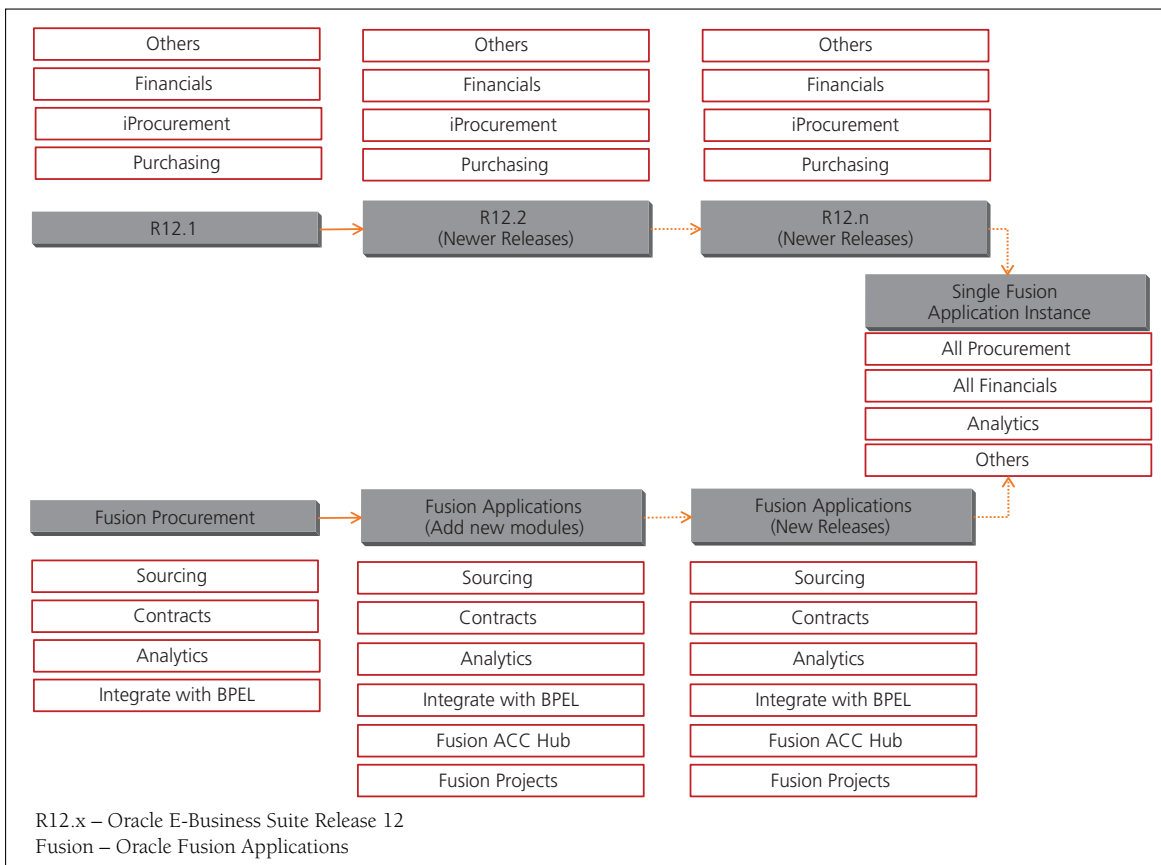 Others
Financials
iProcurement
Purchasing
Others
Financials
iProcurement
Purchasing
Others
Financials
iProcurement
Purchasing
R12.1
R12.2
(Newer Releases)
R12.n
(Newer Releases)
Single Fusion
Application Instance
All Procurement
All Financials
Analytics
Others
Fusion Procurement
Fusion Applications
(Add new modules)
Fusion Applications
(New Releases)
Sourcing
Contracts
Analytics
Integrate with BPEL
Sourcing
Contracts
Analytics
Integrate with BPEL
Fusion ACC Hub
Fusion Projects
Sourcing
Contracts
Analytics
Integrate with BPEL
Fusion ACC Hub
Fusion Projects
R12.x – Oracle E-Business Suite Release 12
Fusion – Oracle Fusion Applications